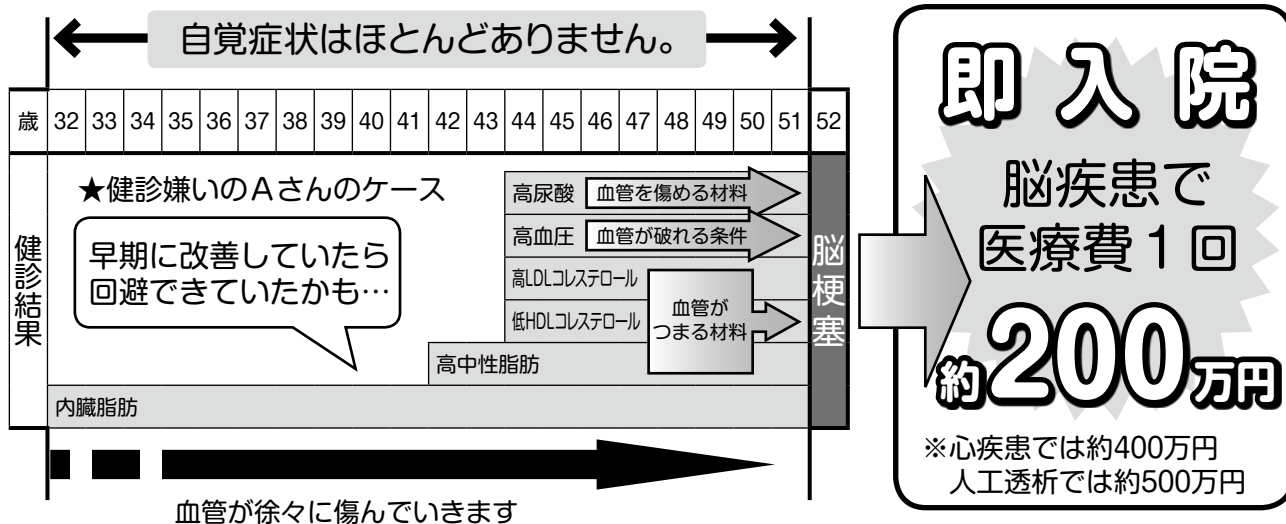 自覚症状はほとんどありません。
歳 32 33 34 35 36 37 38 39 40 41 42 43 44 45 46 47 48 49 50 51 52
健診結果
★健診嫌いのAさんのケース
早期に改善していたら
回避できていたかも…
高尿酸 血管を傷める材料
高血圧 血管が破れる条件
高LDLコレステロール
低HDLコレステロール
血管が
つまる材料
高中性脂肪
内臓脂肪
脳梗塞
血管が徐々に傷んでいきます
即入院
脳疾患で
医療費1回
約200万円
※心疾患では約400万円
人工透析では約500万円